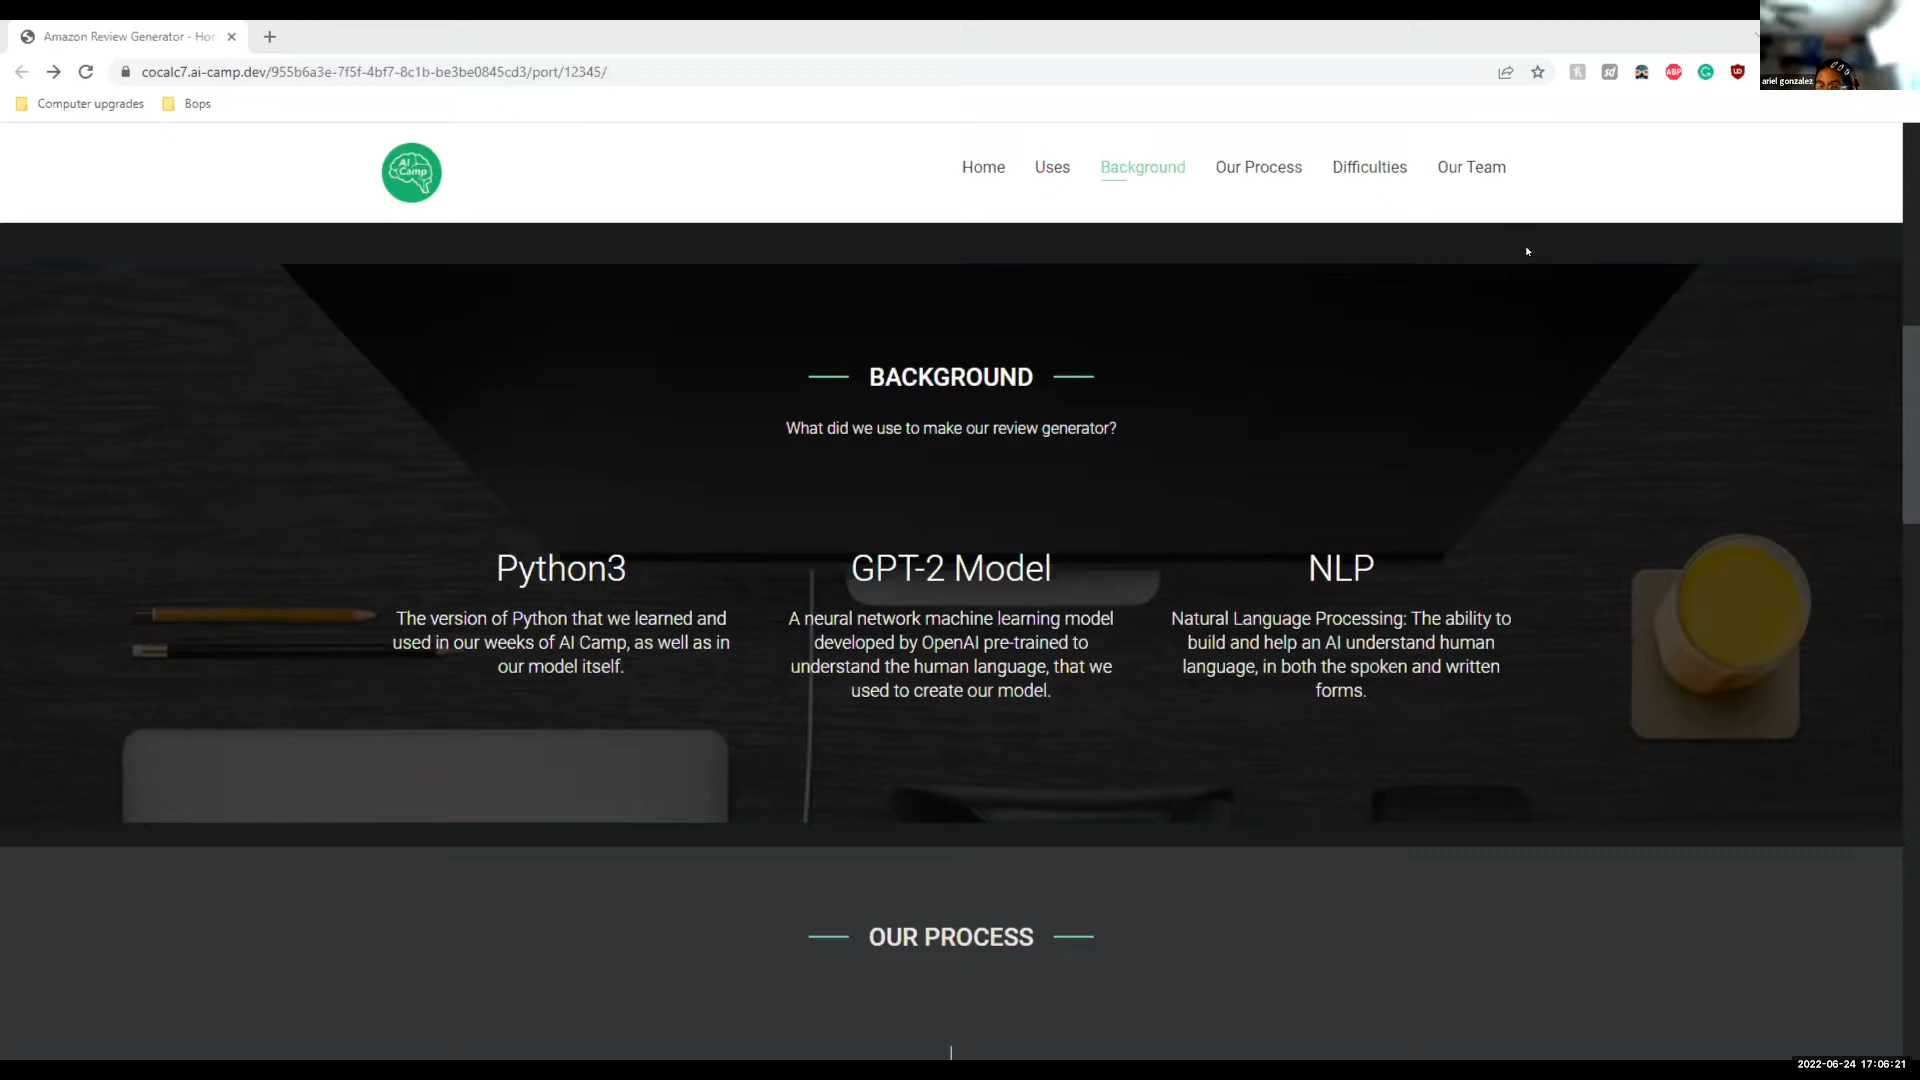 Amazon Review Generator - Hor
cocalc7.ai-camp.dev/955b6a3e-7f5f-4bf7-8c1b-be3be0845cd3/port/12345/
sd
ABP
ariel gonzalez
Computer upgrades
Bops
AI
Camp
Home
Uses
Background
Our Process
Difficulties
Our Team
BACKGROUND
What did we use to make our review generator?
Python3
The version of Python that we learned and
used in our weeks of AI Camp, as well as in
our model itself.
GPT-2 Model
A neural network machine learning model
developed by OpenAI pre-trained to
understand the human language, that we
used to create our model.
NLP
Natural Language Processing: The ability to
build and help an AI understand human
language, in both the spoken and written
forms.
OUR PROCESS
2022-06-24 17:06:21